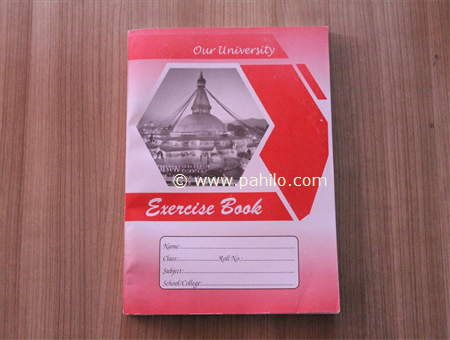 Our University
© www.pahilo.com
Exercise Book
Name:
Class: Roll No.:
Subject:
School/College: